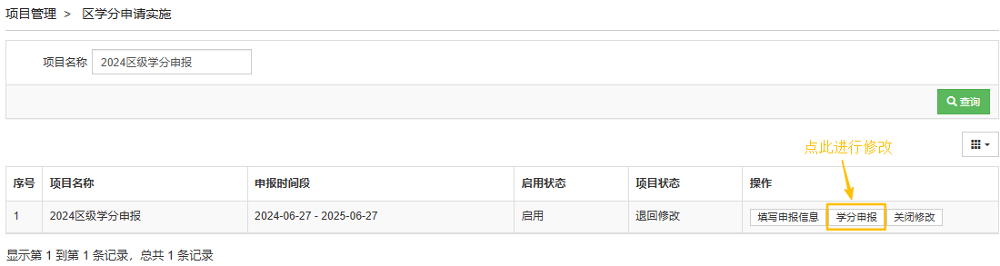 项目管理 > 区学分申请实施
项目名称 2024区级学分申报
查询
点此进行修改
序号 项目名称 申报时间段 启用状态 项目状态 操作
1 2024区级学分申报 2024-06-27 - 2025-06-27 启用 退回修改 填写申报信息 学分申报 关闭修改
显示第 1 到第 1 条记录，总共 1 条记录